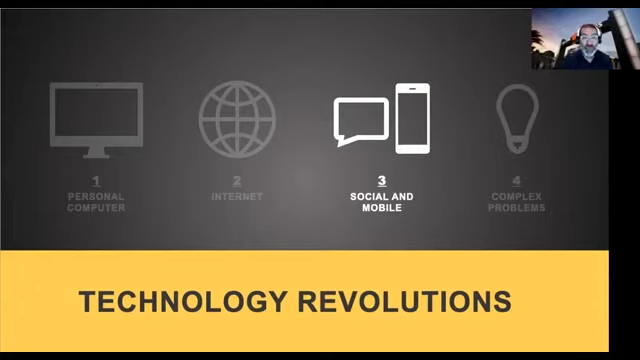 1
PERSONAL
COMPUTER
2
INTERNET
3
SOCIAL AND
MOBILE
4
COMPLEX
PROBLEMS
TECHNOLOGY REVOLUTIONS